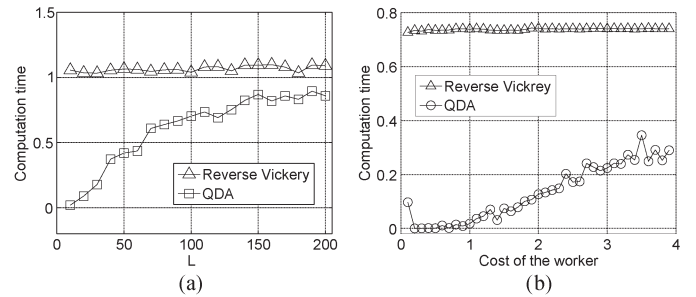 1.5
1
0.5
0
Computation time
0 50 100 150 200
L
Reverse Vickery
QDA
(a)
0.8
0.6
0.4
0.2
0
Computation time
0 1 2 3 4
Cost of the worker
Reverse Vickrey
QDA
(b)